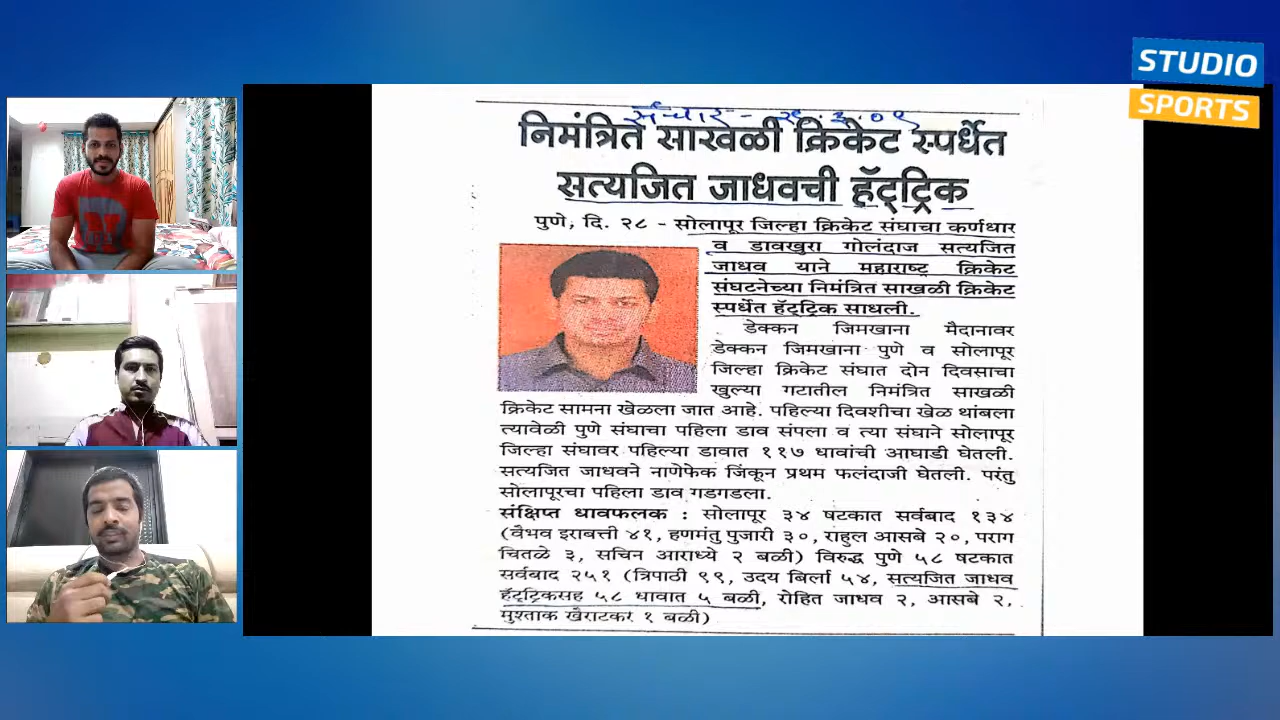 STUDIO
SPORTS
संचार - २९.३.०९
निमंत्रित साखेळी क्रिकेट स्पर्धेत
सत्यजित जाधवची हॅट्ट्रिक
पुणे, दि. २८ - सोलापूर जिल्हा क्रिकेट संघाचा कर्णधार
व डावखुरा गोलंदाज सत्यजित
जाधव याने महाराष्ट्र क्रिकेट
संघटनेच्या निमंत्रित साखळी क्रिकेट
स्पर्धेत हॅट्ट्रिक साधली.
डेक्कन जिमखाना मैदानावर
डेक्कन जिमखाना पुणे व सोलापूर
जिल्हा क्रिकेट संघात दोन दिवसाचा
खुल्या गटातील निमंत्रित साखळी
क्रिकेट सामना खेळला जात आहे. पहिल्या दिवशीचा खेळ थांबला
त्यावेळी पुणे संघाचा पहिला डाव संपला व त्या संघाने सोलापूर
जिल्हा संघावर पहिल्या डावात ११७ धावांची आघाडी घेतली.
सत्यजित जाधवने नाणेफेक जिंकून प्रथम फलंदाजी घेतली. परंतु
सोलापूरचा पहिला डाव गडगडला.
संक्षिप्त धावफलक : सोलापूर ३४ षटकात सर्वबाद १३४
(वैभव इराबत्ती ४१, हणमंतु पुजारी ३०, राहुल आसबे २०, पराग
चितळे ३, सचिन आराध्ये २ बळी) विरुद्ध पुणे ५८ षटकात
सर्वबाद २५१ (त्रिपाठी ९९, उदय बिर्ला ५४, सत्यजित जाधव
हॅट्ट्रिकसह ५८ धावात ५ बळी, रोहित जाधव २, आसबे २,
मुश्ताक खैराटकर १ बळी)